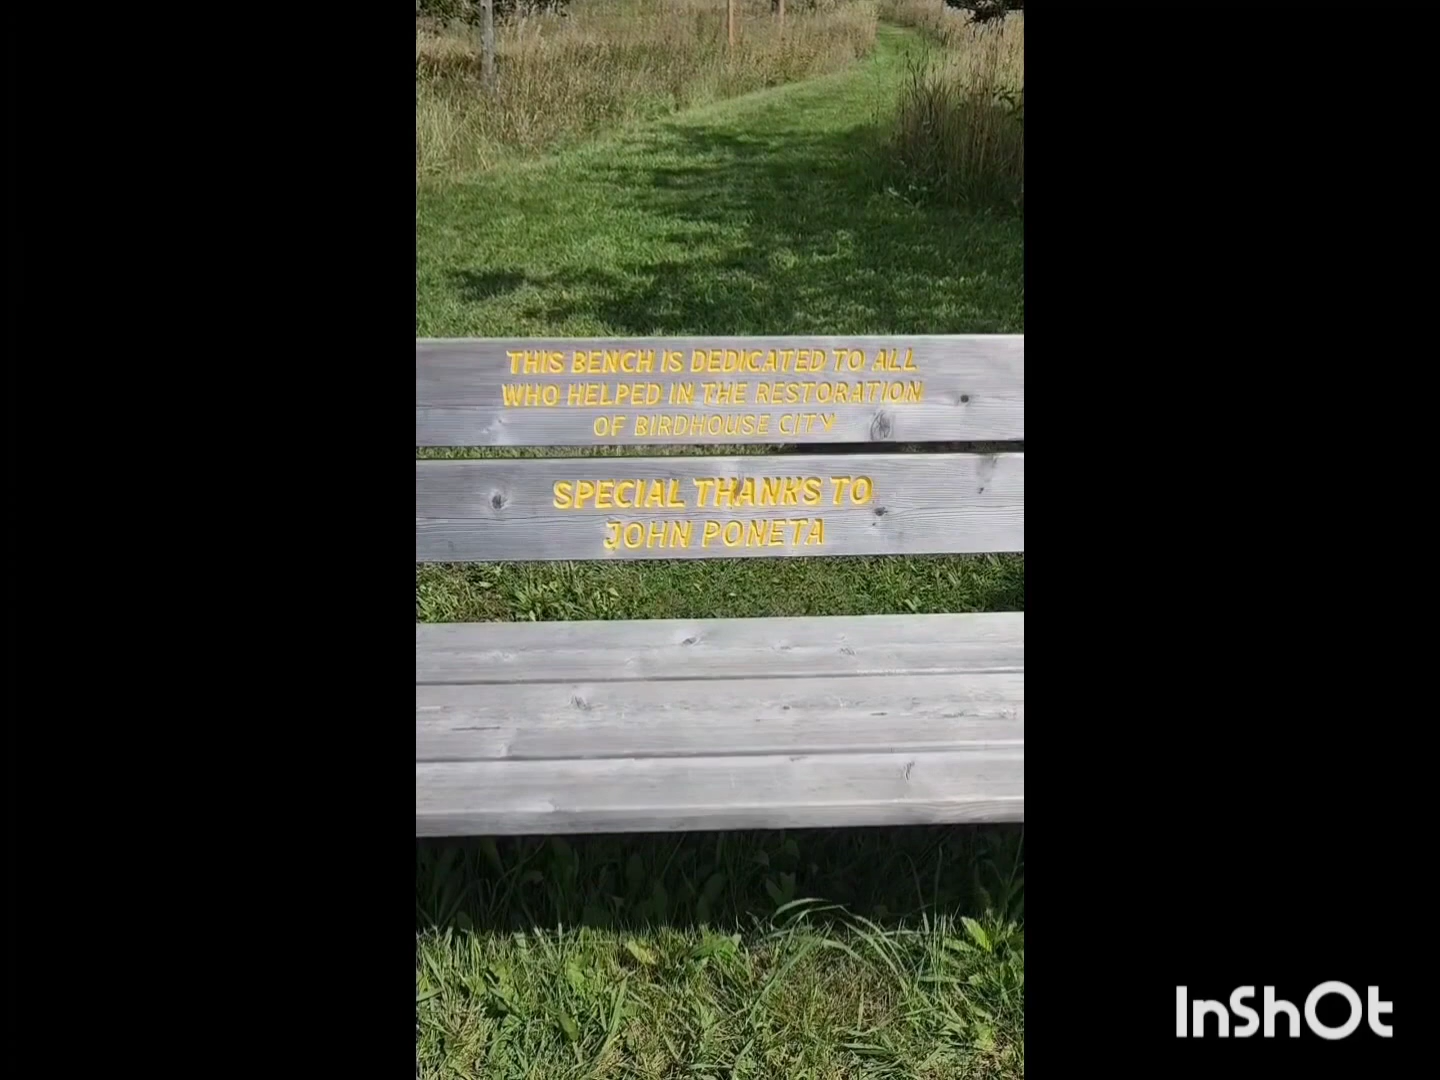 THIS BENCH IS DEDICATED TO ALL
WHO HELPED IN THE RESTORATION
OF BIRDHOUSE CITY
SPECIAL THANKS TO
JOHN PONETA
InShOt